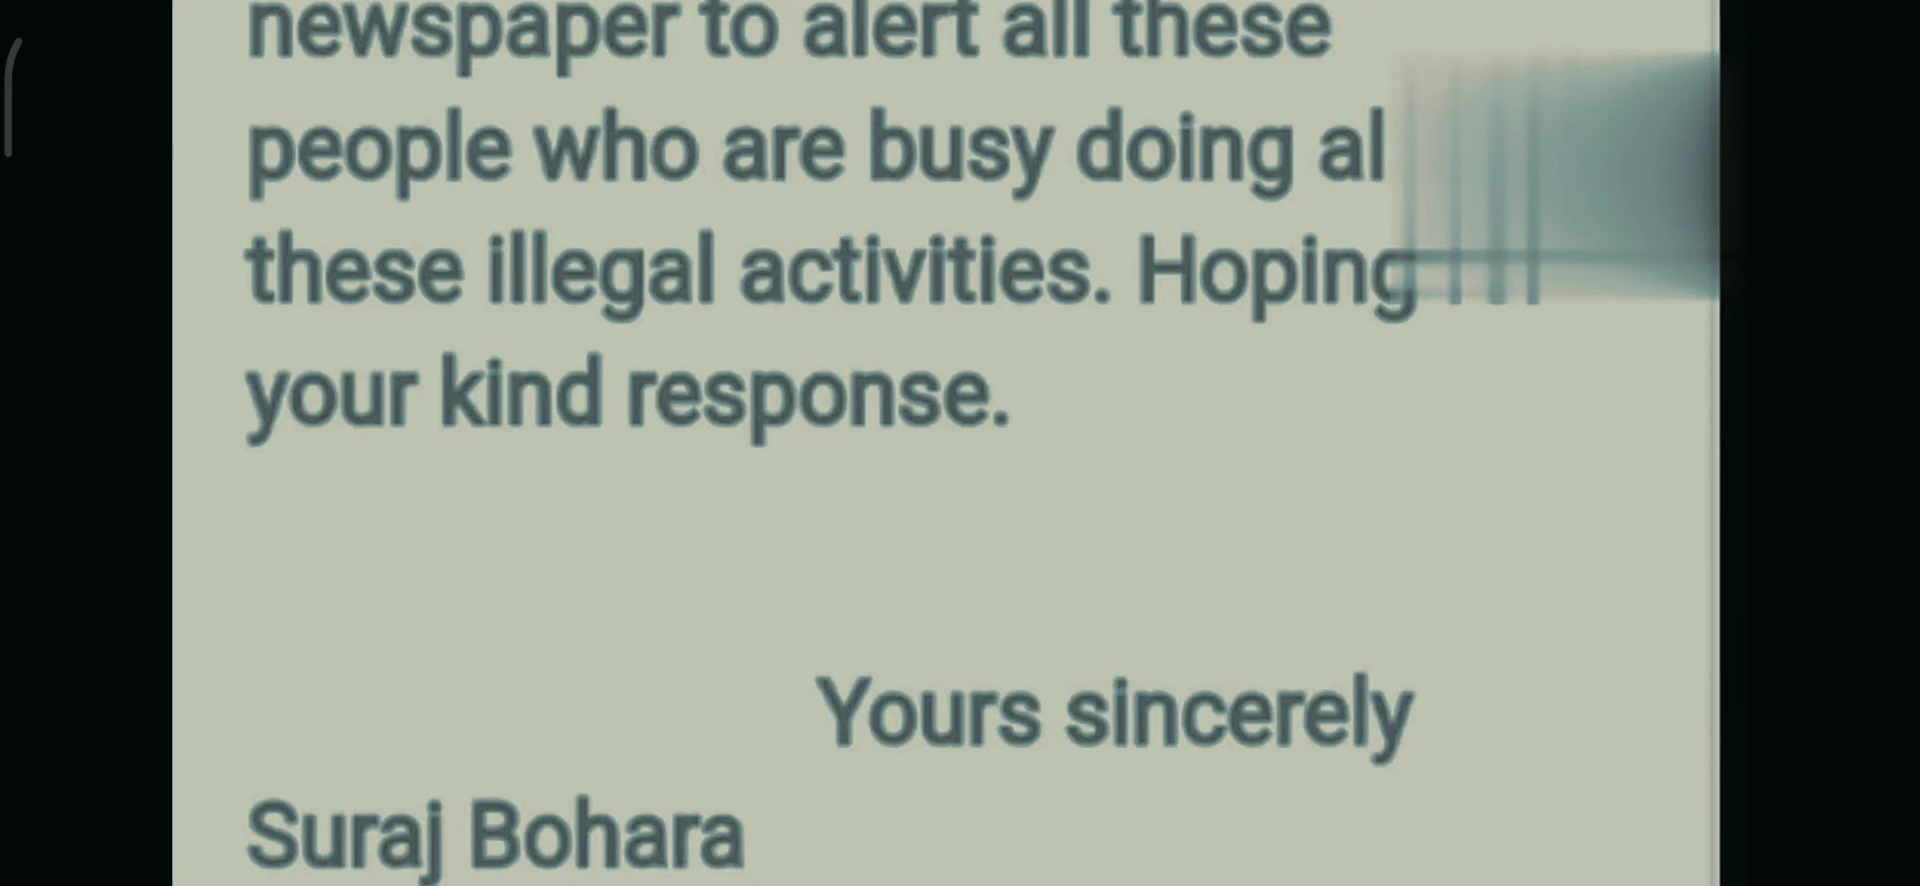 newspaper to alert all these
people who are busy doing al
these illegal activities. Hoping
your kind response.
Yours sincerely
Suraj Bohara